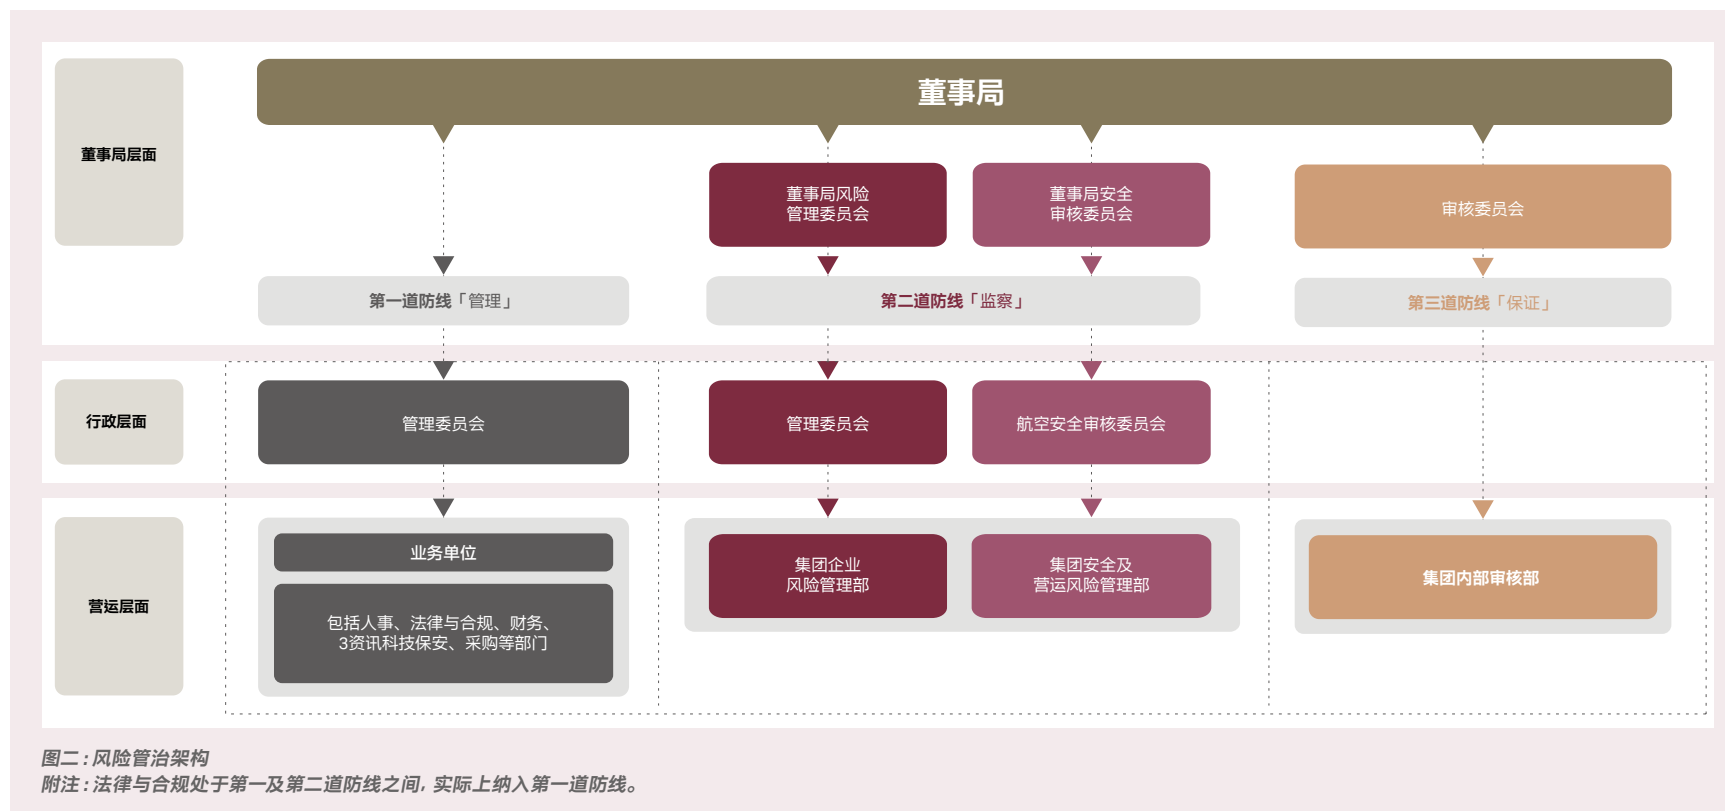 董事局
董事局层面
董事局风险
管理委员会
董事局安全
审核委员会
审核委员会
第一道防线「管理」
第二道防线「监察」
第三道防线「保证」
行政层面
管理委员会
管理委员会
航空安全审核委员会
营运层面
业务单位
包括人事、法律与合规、财务、
3资讯科技保安、采购等部门
集团企业
风险管理部
集团安全及
营运风险管理部
集团内部审核部
图二：风险管治架构
附注：法律与合规处于第一及第二道防线之间，实际上纳入第一道防线。